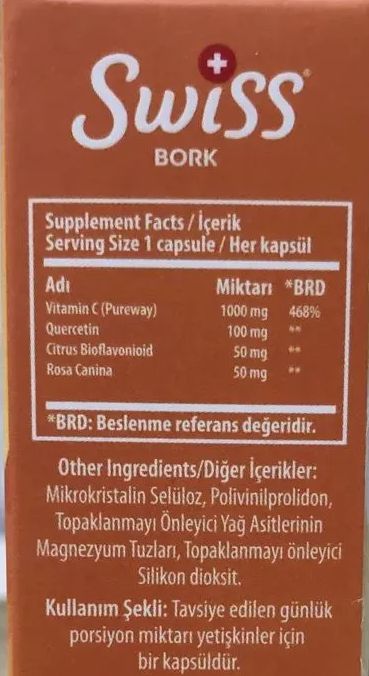 Swiss
BORK
Supplement Facts / İçerik
Serving Size 1 capsule / Her kapsül
Adı Miktarı *BRD
Vitamin C (Pureway) 1000 mg 468%
Quercetin 100 mg **
Citrus Bioflavonioid 50 mg **
Rosa Canina 50 mg **
*BRD: Beslenme referans değeridir.
Other Ingredients/Diğer İçerikler:
Mikrokristalin Selüloz, Polivinilprolidon,
Topaklanmayı Önleyici Yağ Asitlerinin
Magnezyum Tuzları, Topaklanmayı önleyici
Silikon dioksit.
Kullanım Şekli: Tavsiye edilen günlük
porsiyon miktarı yetişkinler için
bir kapsüldür.